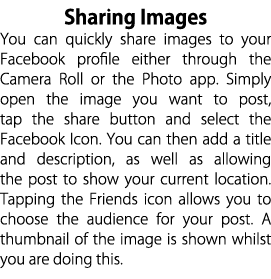 Sharing Images
You can quickly share images to your
Facebook profile either through the
Camera Roll or the Photo app. Simply
open the image you want to post,
tap the share button and select the
Facebook Icon. You can then add a title
and description, as well as allowing
the post to show your current location.
Tapping the Friends icon allows you to
choose the audience for your post. A
thumbnail of the image is shown whilst
you are doing this.